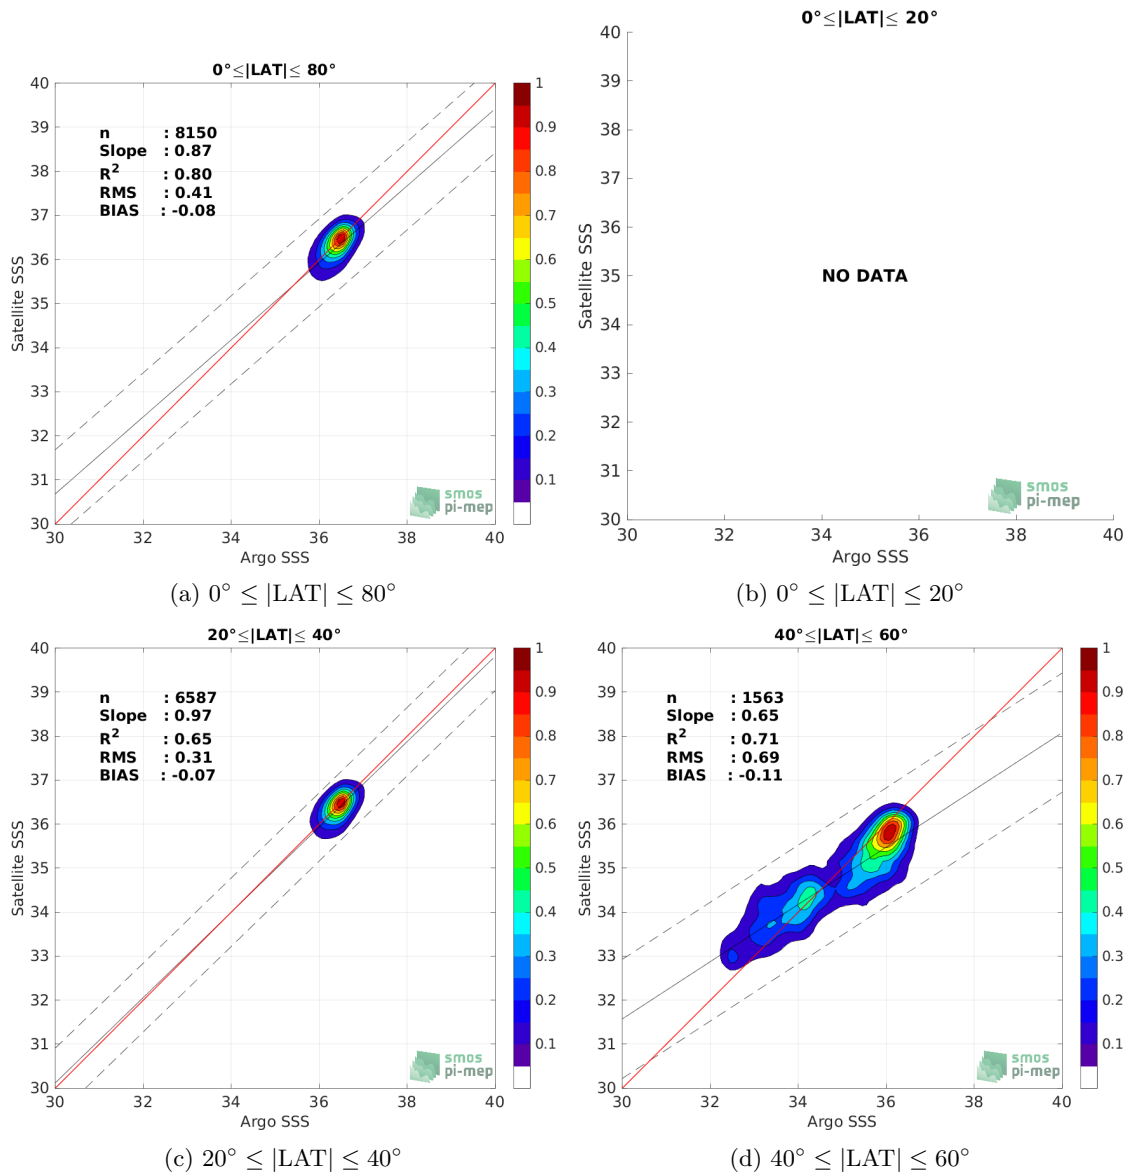 0°≤|LAT|≤ 80°
40
39
38
37
36
35
34
33
32
31
30
Satellite SSS
n : 8150
Slope : 0.87
R² : 0.80
RMS : 0.41
BIAS : -0.08
1
0.9
0.8
0.7
0.6
0.5
0.4
0.3
0.2
0.1
smos
pi-mep
30 32 34 36 38 40
Argo SSS
(a) 0° ≤ |LAT| ≤ 80°
0°≤|LAT|≤ 20°
40
39
38
37
36
35
34
33
32
31
30
Satellite SSS
NO DATA
smos
pi-mep
30 32 34 36 38 40
Argo SSS
(b) 0° ≤ |LAT| ≤ 20°
20°≤|LAT|≤ 40°
40
39
38
37
36
35
34
33
32
31
30
Satellite SSS
n : 6587
Slope : 0.97
R² : 0.65
RMS : 0.31
BIAS : -0.07
1
0.9
0.8
0.7
0.6
0.5
0.4
0.3
0.2
0.1
smos
pi-mep
30 32 34 36 38 40
Argo SSS
(c) 20° ≤ |LAT| ≤ 40°
40°≤|LAT|≤ 60°
40
39
38
37
36
35
34
33
32
31
30
Satellite SSS
n : 1563
Slope : 0.65
R² : 0.71
RMS : 0.69
BIAS : -0.11
1
0.9
0.8
0.7
0.6
0.5
0.4
0.3
0.2
0.1
smos
pi-mep
30 32 34 36 38 40
Argo SSS
(d) 40° ≤ |LAT| ≤ 60°